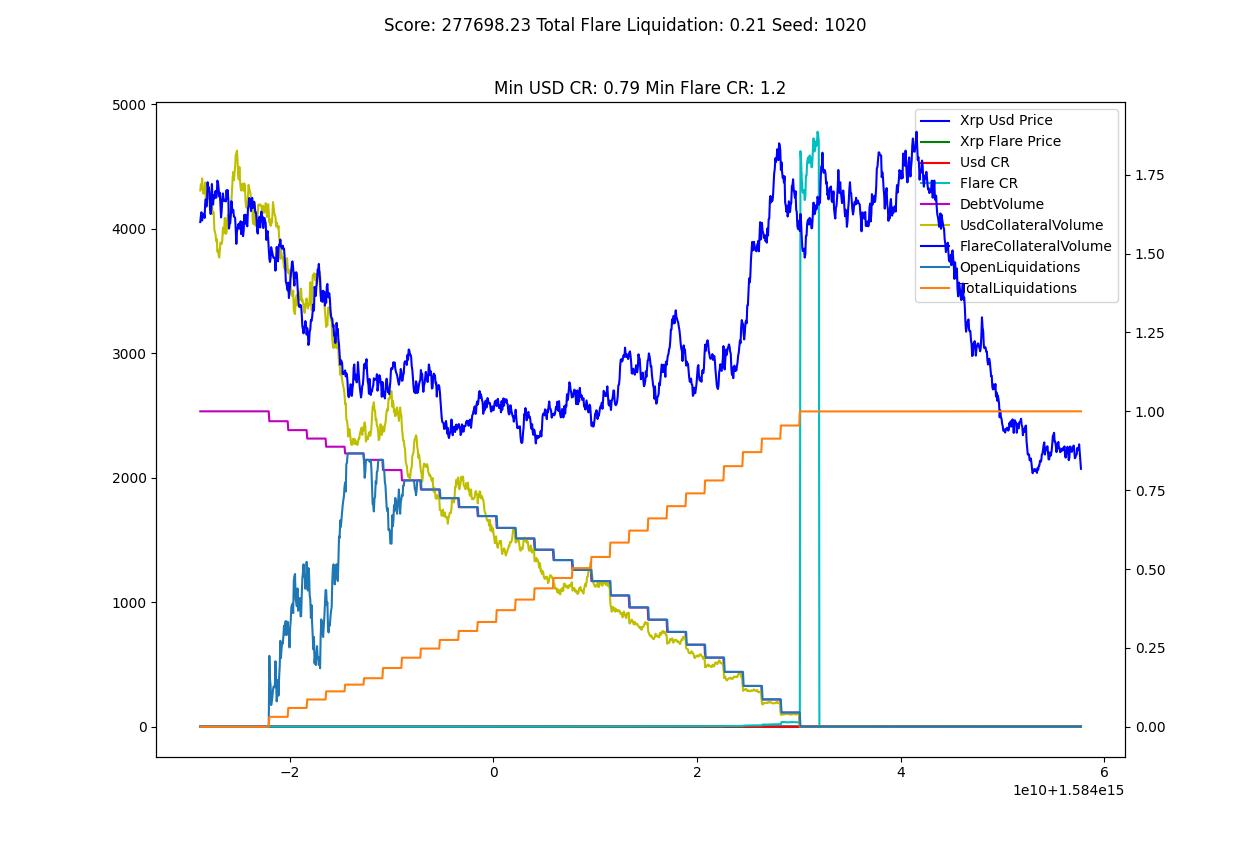 Score: 277698.23 Total Flare Liquidation: 0.21 Seed: 1020
Min USD CR: 0.79 Min Flare CR: 1.2
5000
4000
3000
2000
1000
0
Xrp Usd Price
Xrp Flare Price
Usd CR
Flare CR
DebtVolume
UsdCollateralVolume
FlareCollateralVolume
OpenLiquidations
TotalLiquidations
1.75
1.50
1.25
1.00
0.75
0.50
0.25
0.00
−2 0 2 4 6
1e10+1.584e15